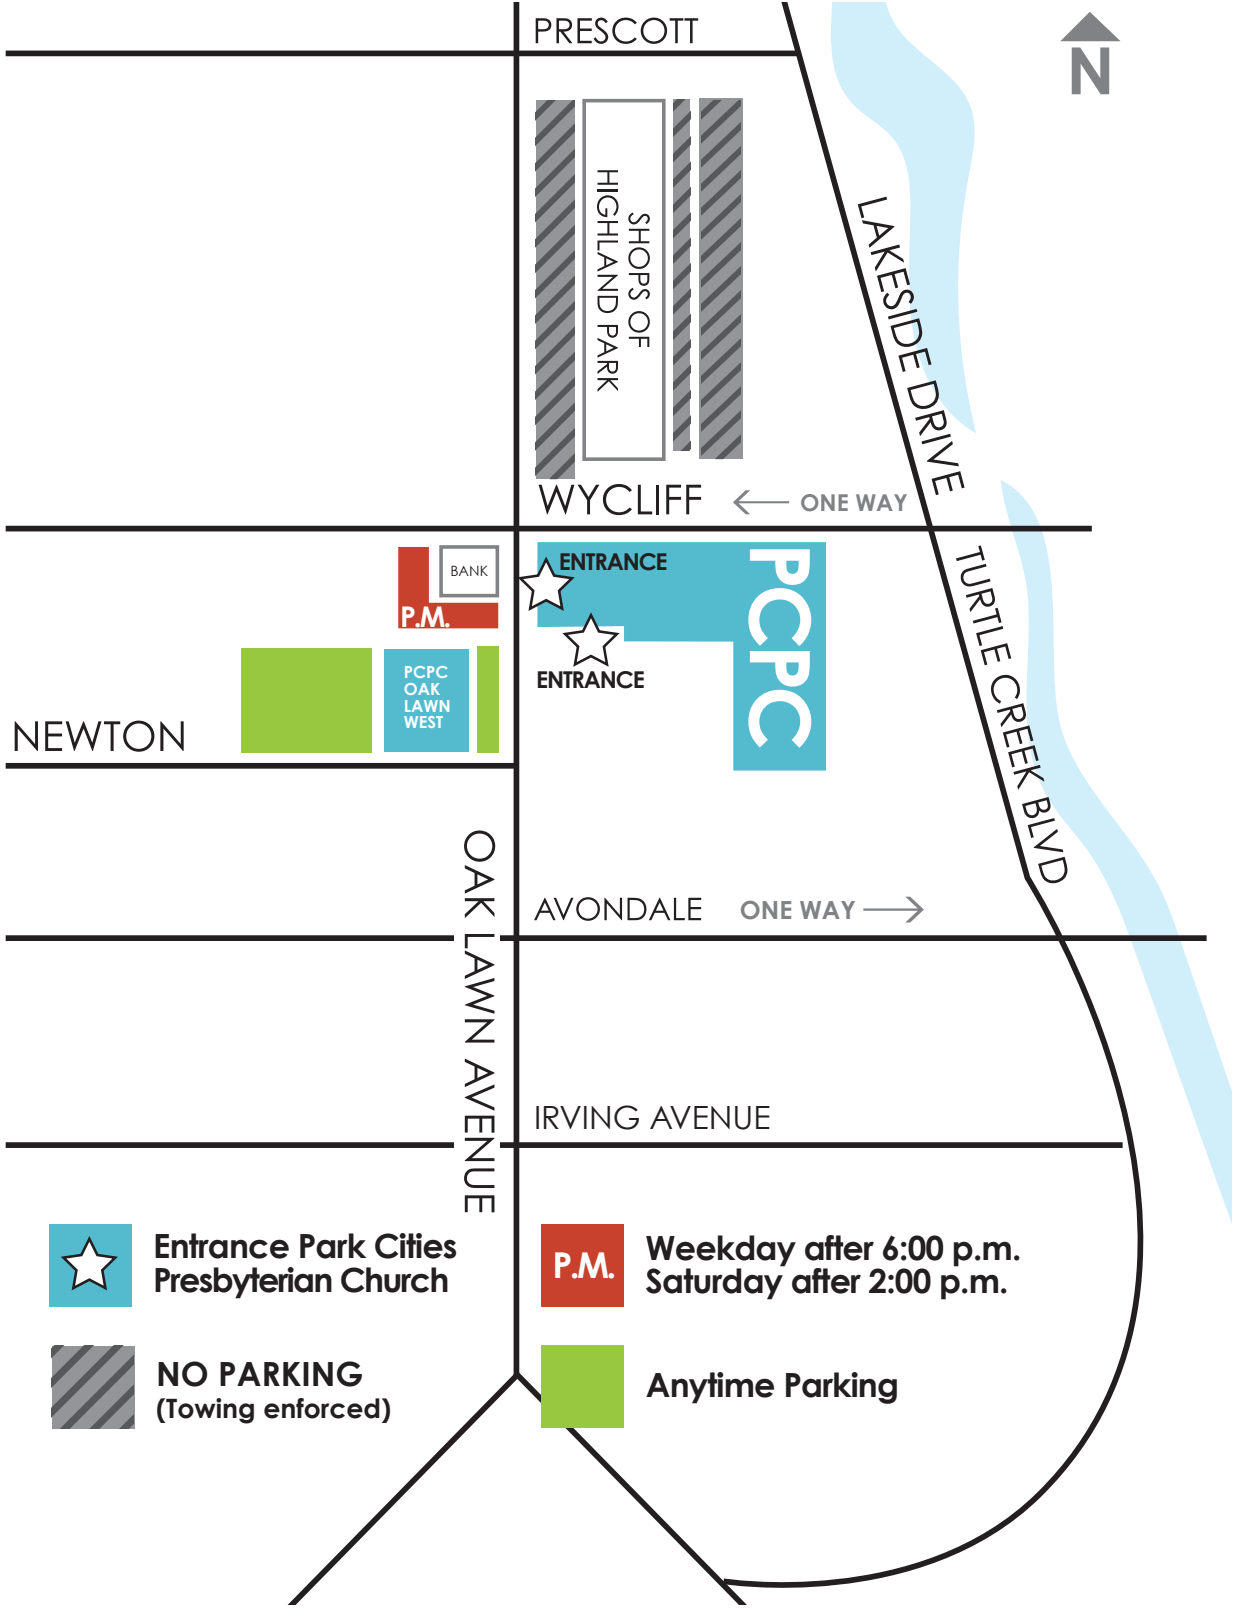 PRESCOTT
N
SHOPS OF
HIGHLAND PARK
LAKESIDE DRIVE
WYCLIFF
ONE WAY
BANK
P.M.
ENTRANCE
PCPC
TURTLE CREEK BLVD
ENTRANCE
PCPC
OAK
LAWN
WEST
NEWTON
OAK LAWN AVENUE
AVONDALE
ONE WAY
IRVING AVENUE
Entrance Park Cities
Presbyterian Church
P.M.
Weekday after 6:00 p.m.
Saturday after 2:00 p.m.
NO PARKING
(Towing enforced)
Anytime Parking